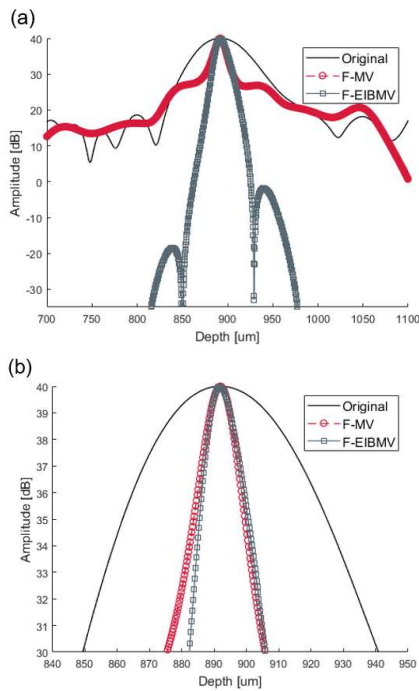 (a)
40
30
20
10
0
-10
-20
-30
Amplitude [dB]
Original
F-MV
F-EIBMV
700 750 800 850 900 950 1000 1050 1100
Depth [um]
(b)
40
39
38
37
36
35
34
33
32
31
30
Amplitude [dB]
Original
F-MV
F-EIBMV
840 850 860 870 880 890 900 910 920 930 940 950
Depth [um]